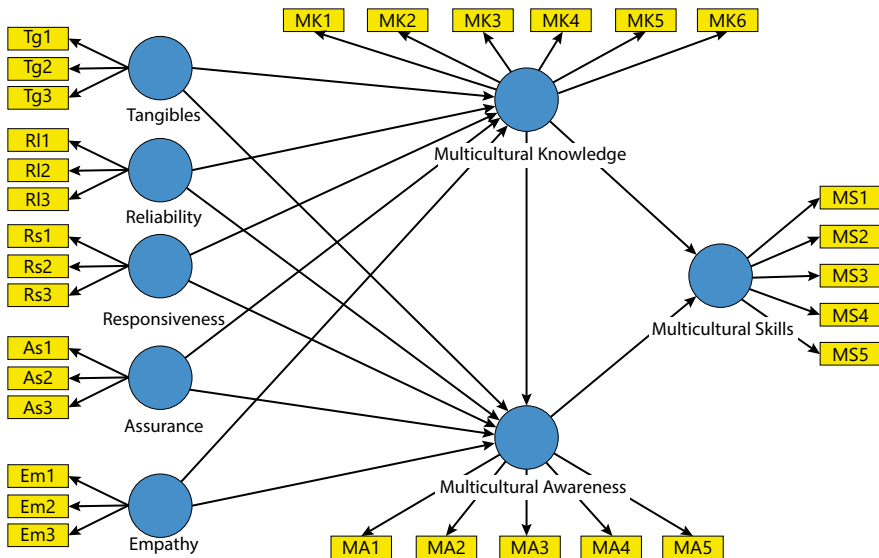 MK1
MK2
MK3
MK4
MK5
MK6
Tg1
Tg2
Tg3
Tangibles
Rl1
Rl2
Rl3
Reliability
Rs1
Rs2
Rs3
Responsiveness
As1
As2
As3
Assurance
Em1
Em2
Em3
Empathy
Multicultural Knowledge
Multicultural Awareness
MA1
MA2
MA3
MA4
MA5
Multicultural Skills
MS1
MS2
MS3
MS4
MS5